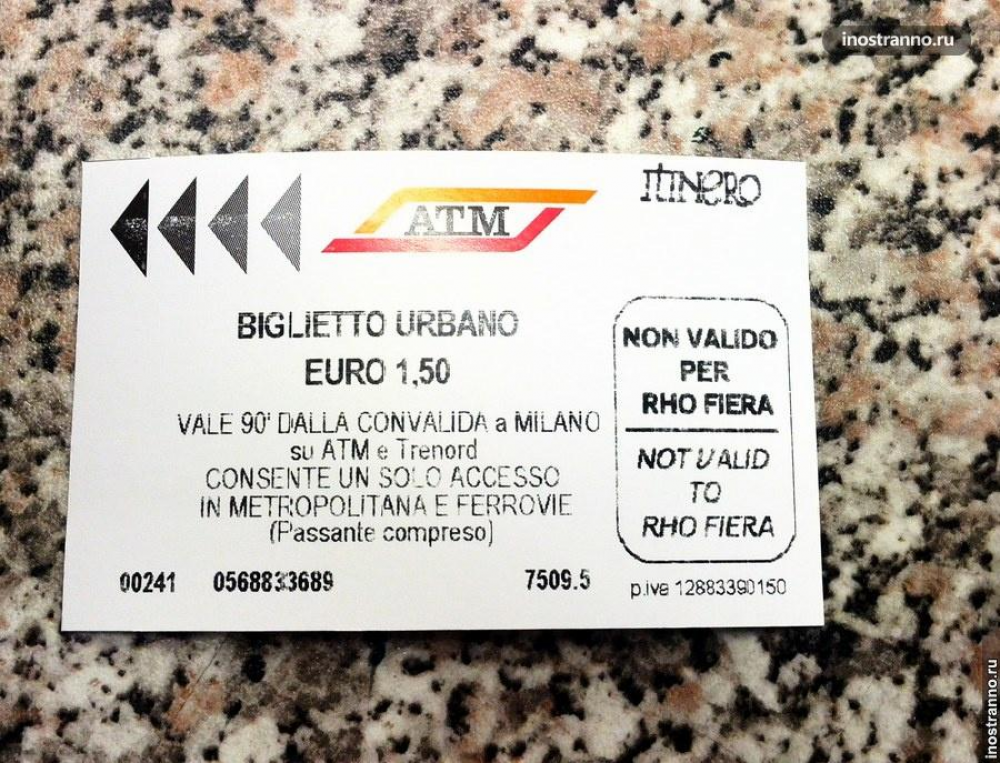 inostranno.ru
ATM
ITINERO
BIGLIETTO URBANO
EURO 1,50
VALE 90' DALLA CONVALIDA a MILANO
su ATM e Trenord
CONSENTE UN SOLO ACCESSO
IN METROPOLITANA E FERROVIE
(Passante compreso)
00241 0568833689 7509.5
NON VALIDO
PER
RHO FIERA
NOT VALID
TO
RHO FIERA
p.iva 12883390150
inostranno.ru